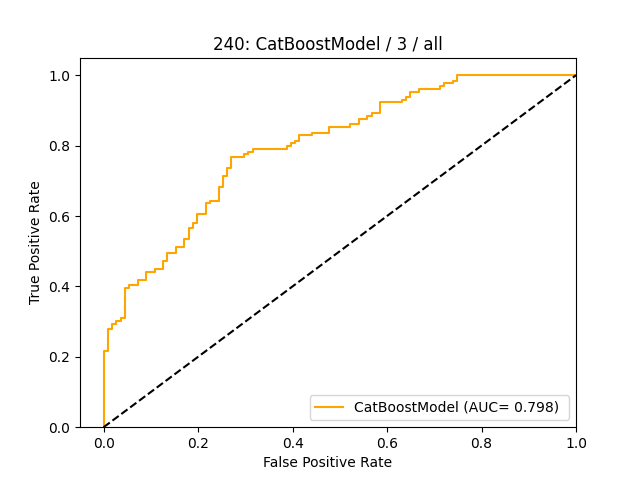 240: CatBoostModel / 3 / all
1.0
0.8
0.6
0.4
0.2
0.0
True Positive Rate
CatBoostModel (AUC= 0.798)
0.0 0.2 0.4 0.6 0.8 1.0
False Positive Rate